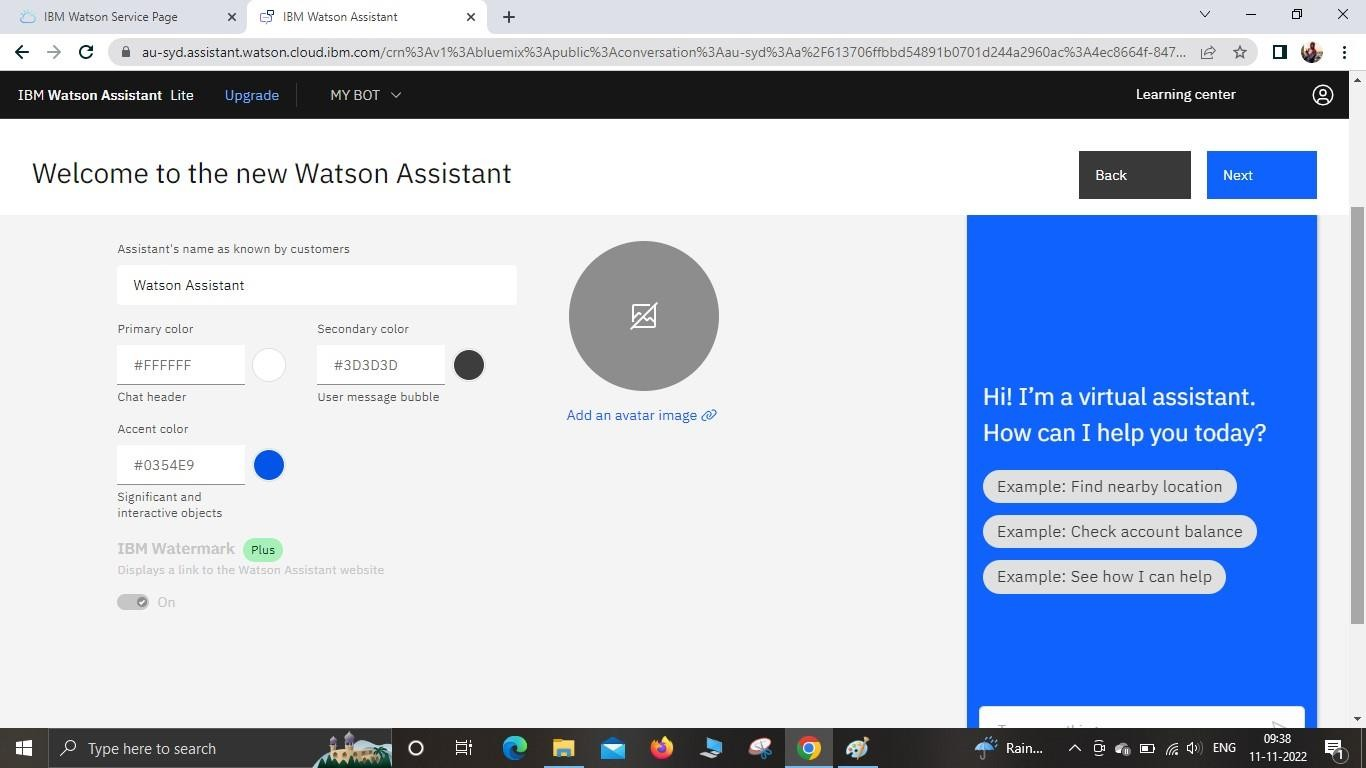 IBM Watson Service Page
IBM Watson Assistant
au-syd.assistant.watson.cloud.ibm.com/crn%3Av1%3Abluemix%3Apublic%3Aconversation%3Aau-syd%3Aa%2F613706ffbbd54891b0701d244a2960ac%3A4ec8664f-847...
IBM Watson Assistant Lite
Upgrade
MY BOT
Learning center
Welcome to the new Watson Assistant
Back
Next
Assistant's name as known by customers
Watson Assistant
Primary color
Secondary color
#FFFFFF
#3D3D3D
Chat header
User message bubble
Accent color
#0354E9
Significant and
interactive objects
IBM Watermark Plus
Displays a link to the Watson Assistant website
On
Add an avatar image
Hi! I'm a virtual assistant.
How can I help you today?
Example: Find nearby location
Example: Check account balance
Example: See how I can help
Type here to search
Rain...
ENG
09:38
11-11-2022
1